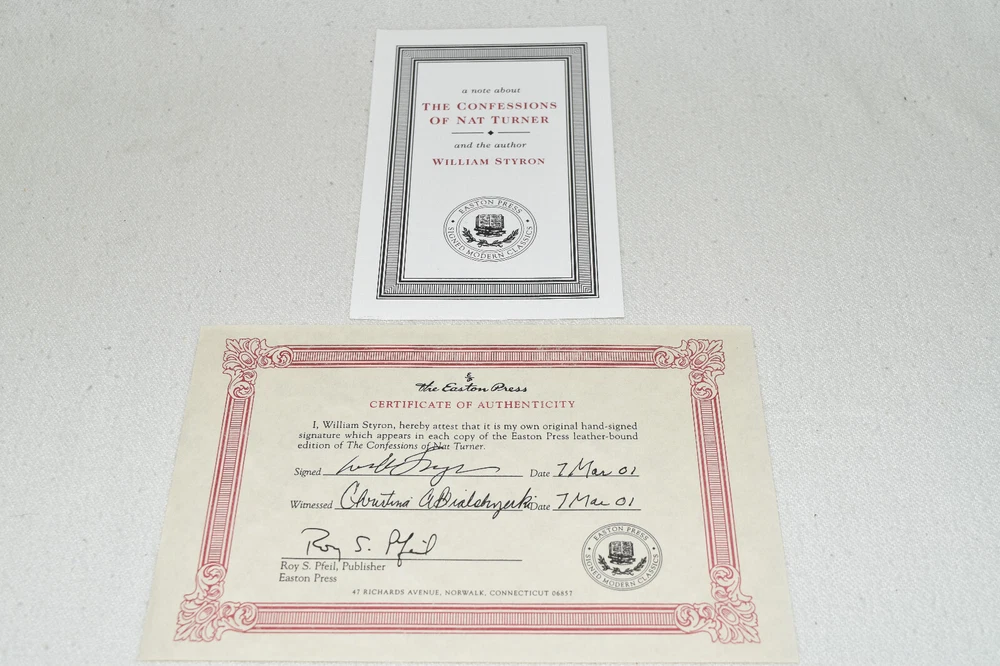 a note about
THE CONFESSIONS
OF NAT TURNER
and the author
WILLIAM STYRON
EASTON PRESS
SIGNED MODERN CLASSICS
The Easton Press
CERTIFICATE OF AUTHENTICITY
I, William Styron, hereby attest that it is my own original hand-signed
signature which appears in each copy of the Easton Press leather-bound
edition of The Confessions of Nat Turner.
Signed Date 7 Mar 01
Witnessed Christina Date 7 Mar 01
Roy S. Pfeil
Roy S. Pfeil, Publisher
Easton Press
EASTON PRESS
SIGNED MODERN CLASSICS
47 RICHARDS AVENUE, NORWALK, CONNECTICUT 06857